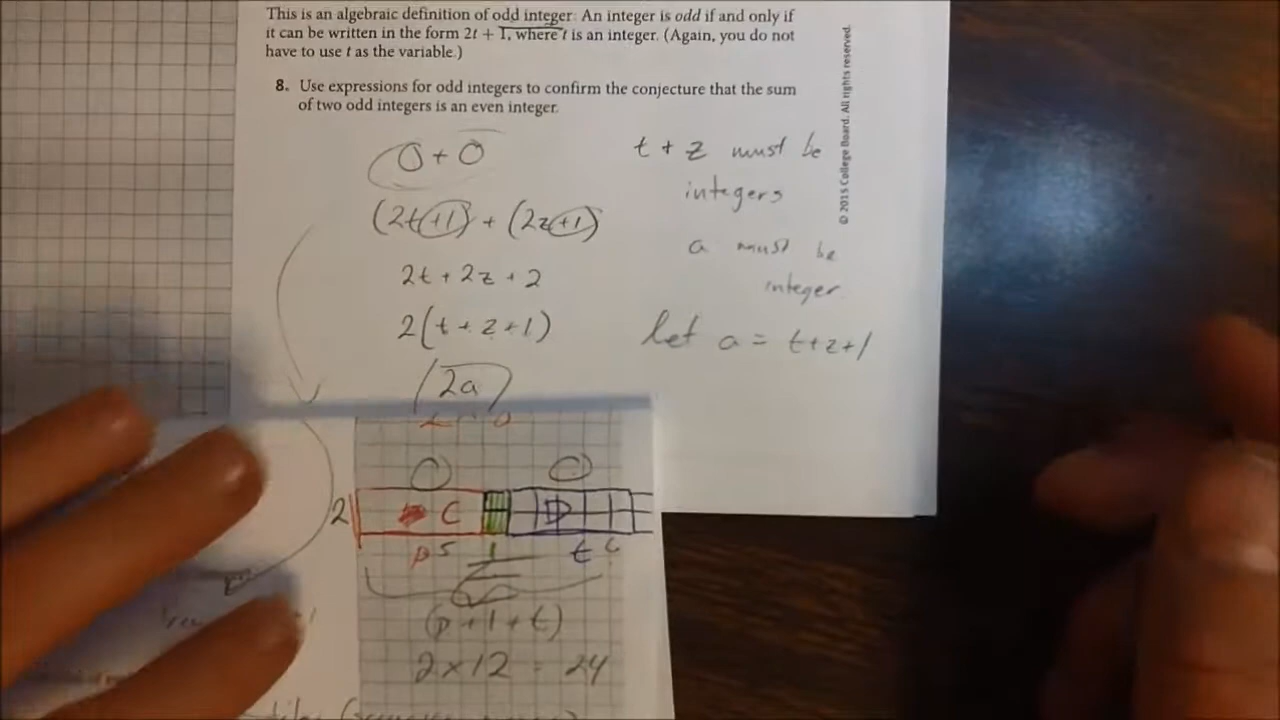 This is an algebraic definition of odd integer: An integer is odd if and only if
it can be written in the form 2t + 1, where t is an integer. (Again, you do not
have to use t as the variable.)
8. Use expressions for odd integers to confirm the conjecture that the sum
of two odd integers is an even integer.
© 2015 College Board. All rights reserved.
O + O
(2t+1) + (2z+1)
2t + 2z + 2
2(t + z + 1)
2a
t + z must be
integers
a must be
integer.
let a = t+z+1
O O
2 C D
p 5 1 t 6
(p + 1 + t)
2 x 12 = 24